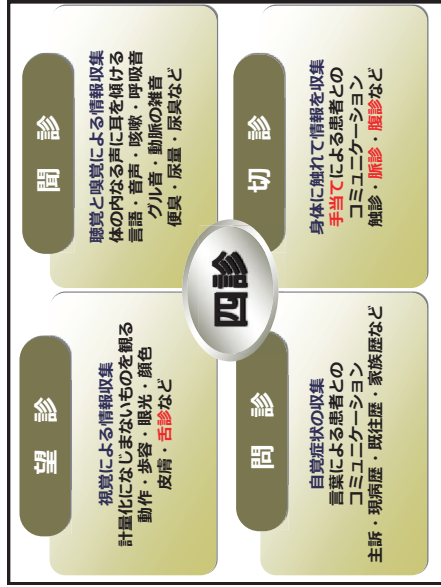 望 診
視覚による情報収集
計量化になじまないものを観る
動作・歩容・眼光・顔色
皮膚・舌診など
聞 診
聴覚と嗅覚による情報収集
体の内なる声に耳を傾ける
言語・音声・咳嗽・呼吸音
グル音・動脈の雑音
便臭・尿量・尿臭など
四診
問 診
自覚症状の収集
言葉による患者との
コミュニケーション
主訴・現病歴・既往歴・家族歴など
切 診
身体に触れて情報を収集
手当てによる患者との
コミュニケーション
触診・脈診・腹診など